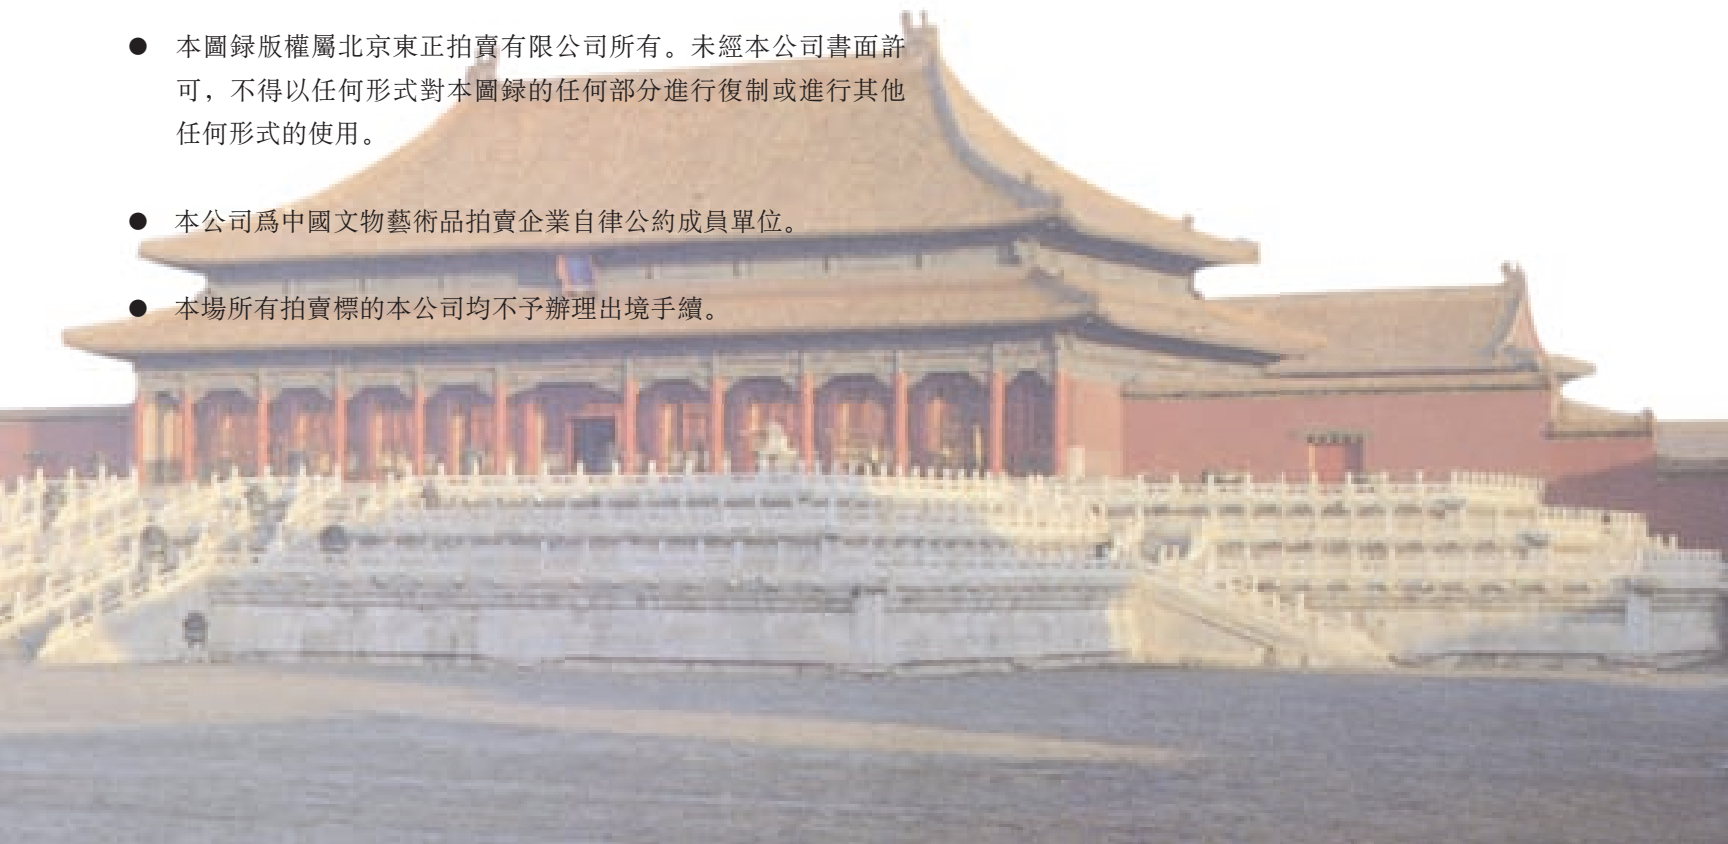 ● 本圖録版權屬北京東正拍賣有限公司所有。未經本公司書面許
可，不得以任何形式對本圖録的任何部分進行復制或進行其他
任何形式的使用。
● 本公司爲中國文物藝術品拍賣企業自律公約成員單位。
● 本場所有拍賣標的本公司均不予辦理出境手續。